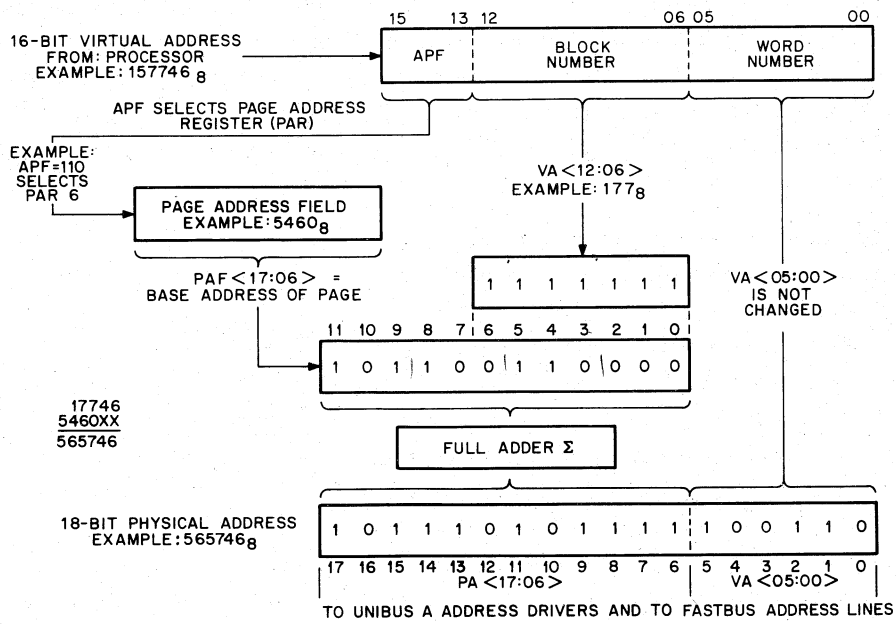 15 13 12 06 05 00
16-BIT VIRTUAL ADDRESS
FROM: PROCESSOR
EXAMPLE: 157746 8
APF
BLOCK
NUMBER
WORD
NUMBER
APF SELECTS PAGE ADDRESS
REGISTER (PAR)
EXAMPLE:
APF=110
SELECTS
PAR 6
VA <12:06>
EXAMPLE: 177 8
PAGE ADDRESS FIELD
EXAMPLE: 5460 8
PAF <17:06> =
BASE ADDRESS OF PAGE
VA <05:00>
IS NOT
CHANGED
1 1 1 1 1 1 1
11 10 9 8 7 6 5 4 3 2 1 0
1 0 1 1 0 0 1 1 0 0 0 0
17746
5460XX
565746
FULL ADDER Σ
18-BIT PHYSICAL ADDRESS
EXAMPLE: 565746 8
1 0 1 1 1 0 1 0 1 1 1 1 1 0 0 1 1 0
17 16 15 14 13 12 11 10 9 8 7 6 5 4 3 2 1 0
PA <17:06> VA <05:00>
TO UNIBUS A ADDRESS DRIVERS AND TO FASTBUS ADDRESS LINES